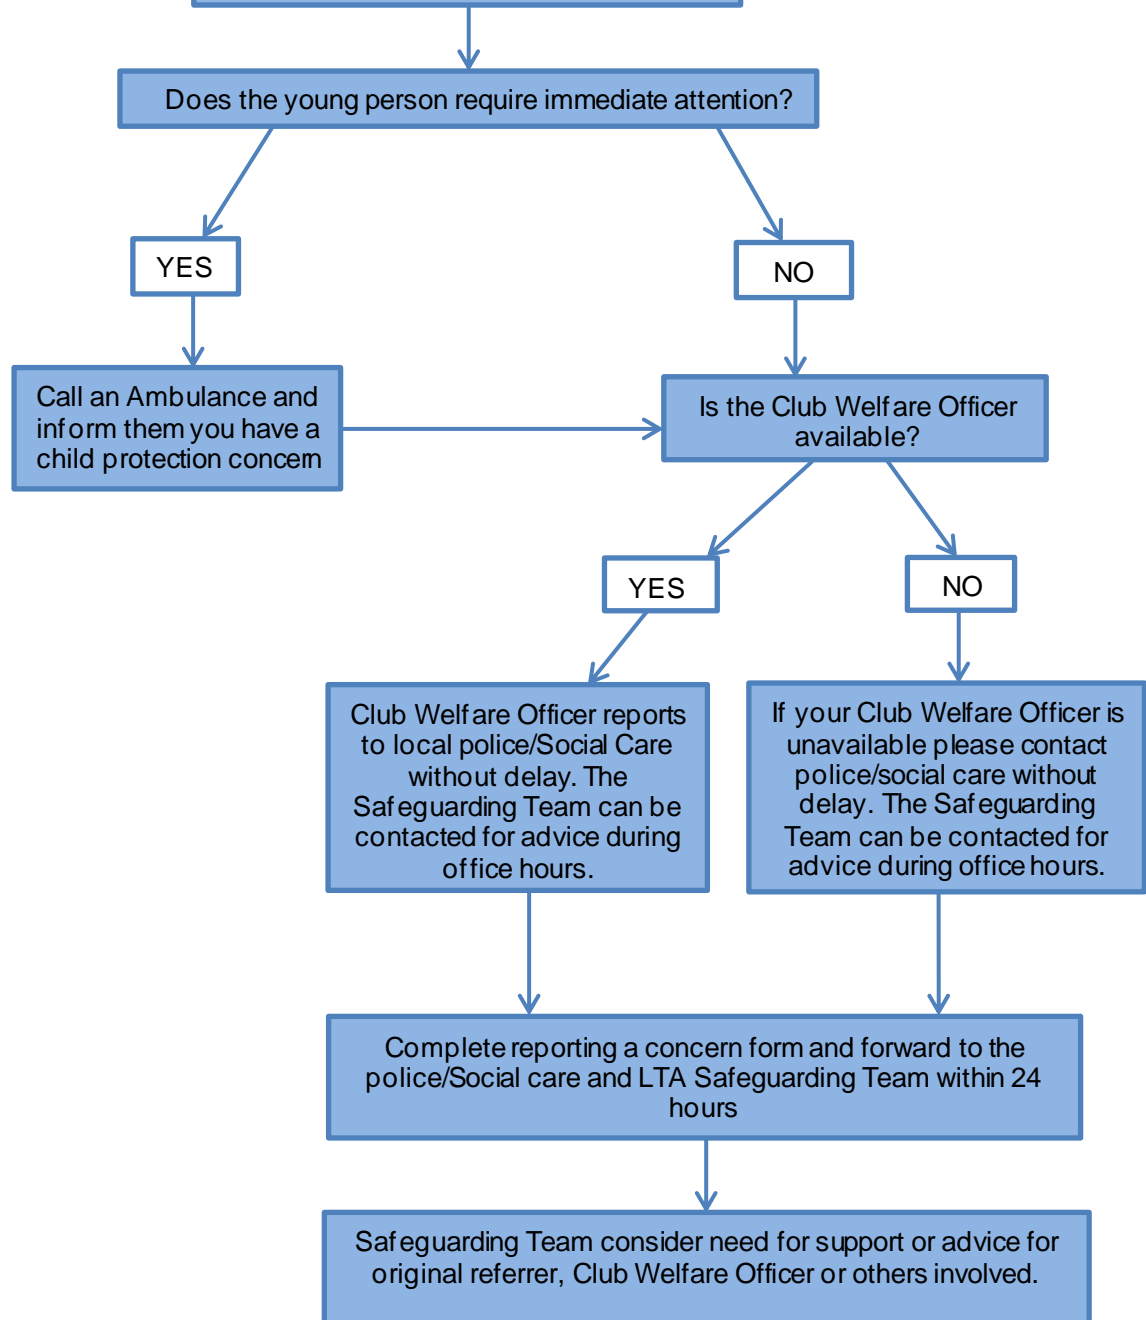 Does the young person require immediate attention?
YES
NO
Call an Ambulance and
inform them you have a
child protection concern
Is the Club Welfare Officer
available?
YES
NO
Club Welfare Officer reports
to local police/Social Care
without delay. The
Safeguarding Team can be
contacted for advice during
office hours.
If your Club Welfare Officer is
unavailable please contact
police/social care without
delay. The Safeguarding
Team can be contacted for
advice during office hours.
Complete reporting a concern form and forward to the
police/Social care and LTA Safeguarding Team within 24
hours
Safeguarding Team consider need for support or advice for
original referrer, Club Welfare Officer or others involved.